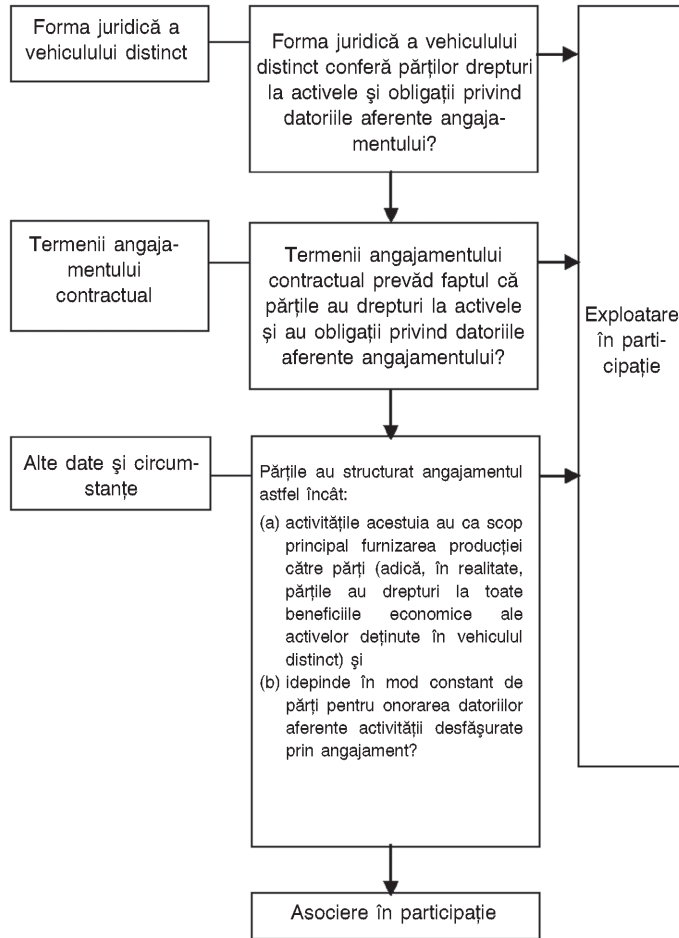 Forma juridică a
vehiculului distinct
Forma juridică a vehiculului
distinct conferă părților drepturi
la activele şi obligații privind
datoriile aferente angaja-
mentului?
Termenii angaja-
mentului
contractual
Termenii angajamentului
contractual prevăd faptul că
părțile au drepturi la activele
și au obligații privind datoriile
aferente angajamentului?
Exploatare
în parti-
cipație
Alte date şi circum-
stanțe
Părțile au structurat angajamentul
astfel încât:
(a) activitățile acestuia au ca scop
principal furnizarea producției
către părți (adică, în realitate,
părțile au drepturi la toate
beneficiile economice ale
activelor deținute în vehiculul
distinct) şi
(b) idepinde în mod constant de
părți pentru onorarea datoriilor
aferente activității desfăşurate
prin angajament?
Asociere în participație